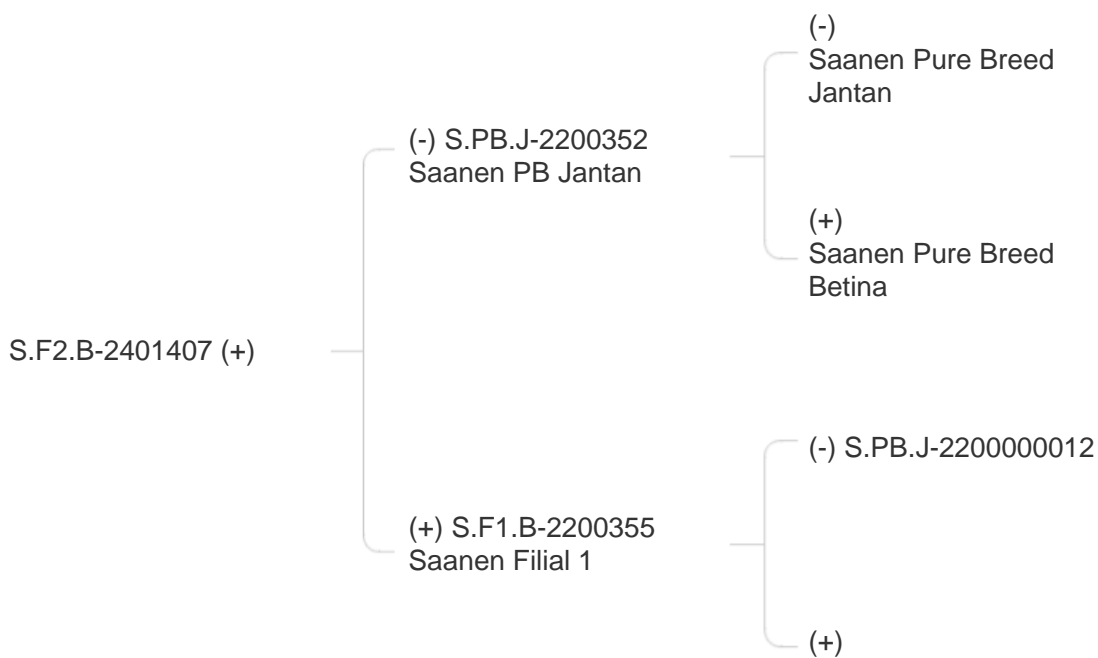 (-)
Saanen Pure Breed
Jantan
(-) S.PB.J-2200352
Saanen PB Jantan
(+)
Saanen Pure Breed
Betina
S.F2.B-2401407 (+)
(-) S.PB.J-2200000012
(+) S.F1.B-2200355
Saanen Filial 1
(+)